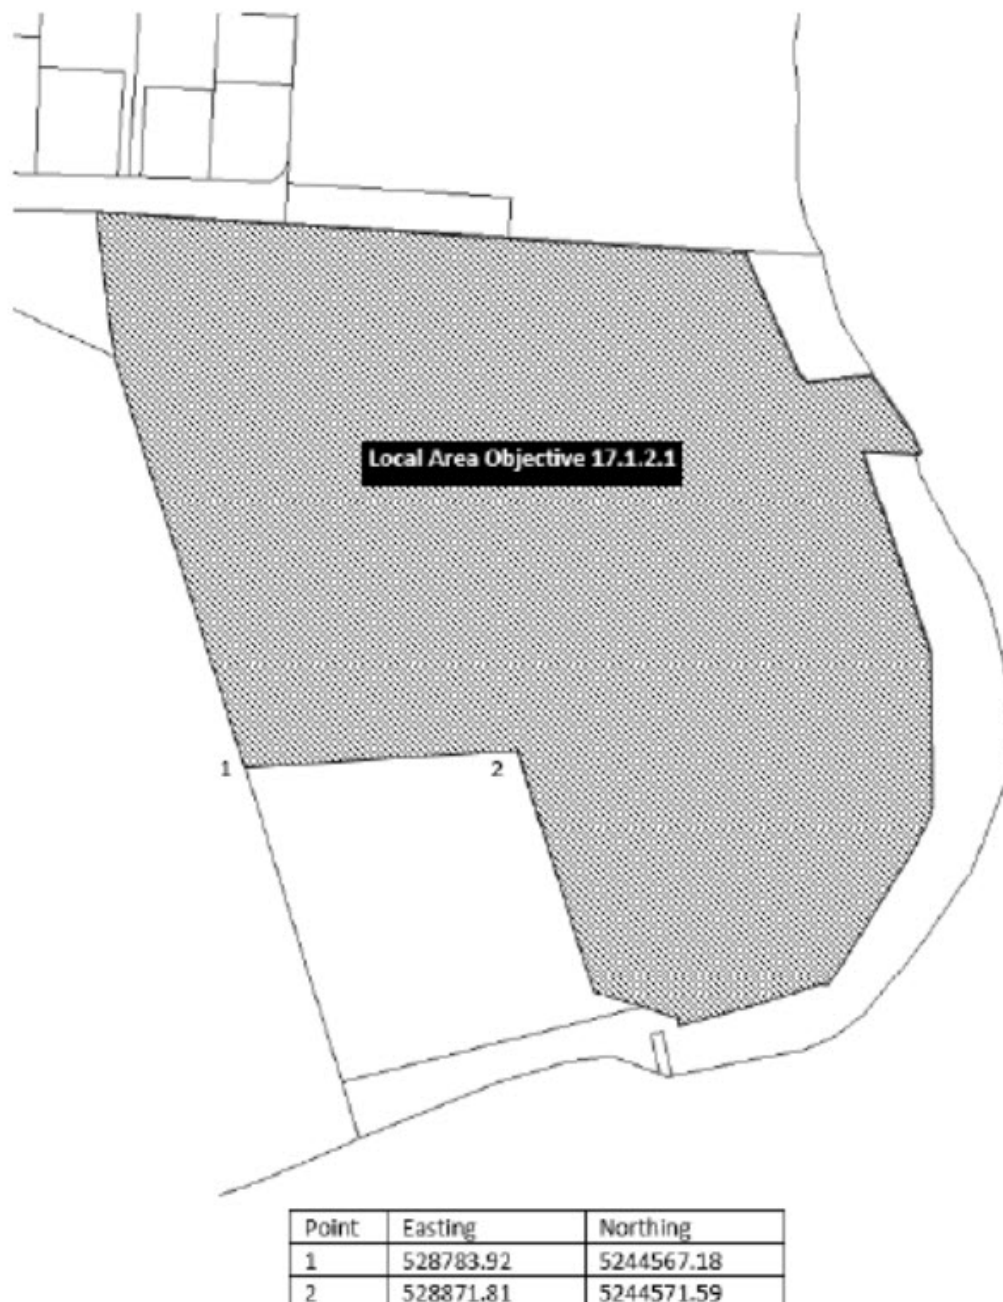 Local Area Objective 17.1.2.1
1 2
Point Easting Northing
1 528783.92 5244567.18
2 528871.81 5244571.59